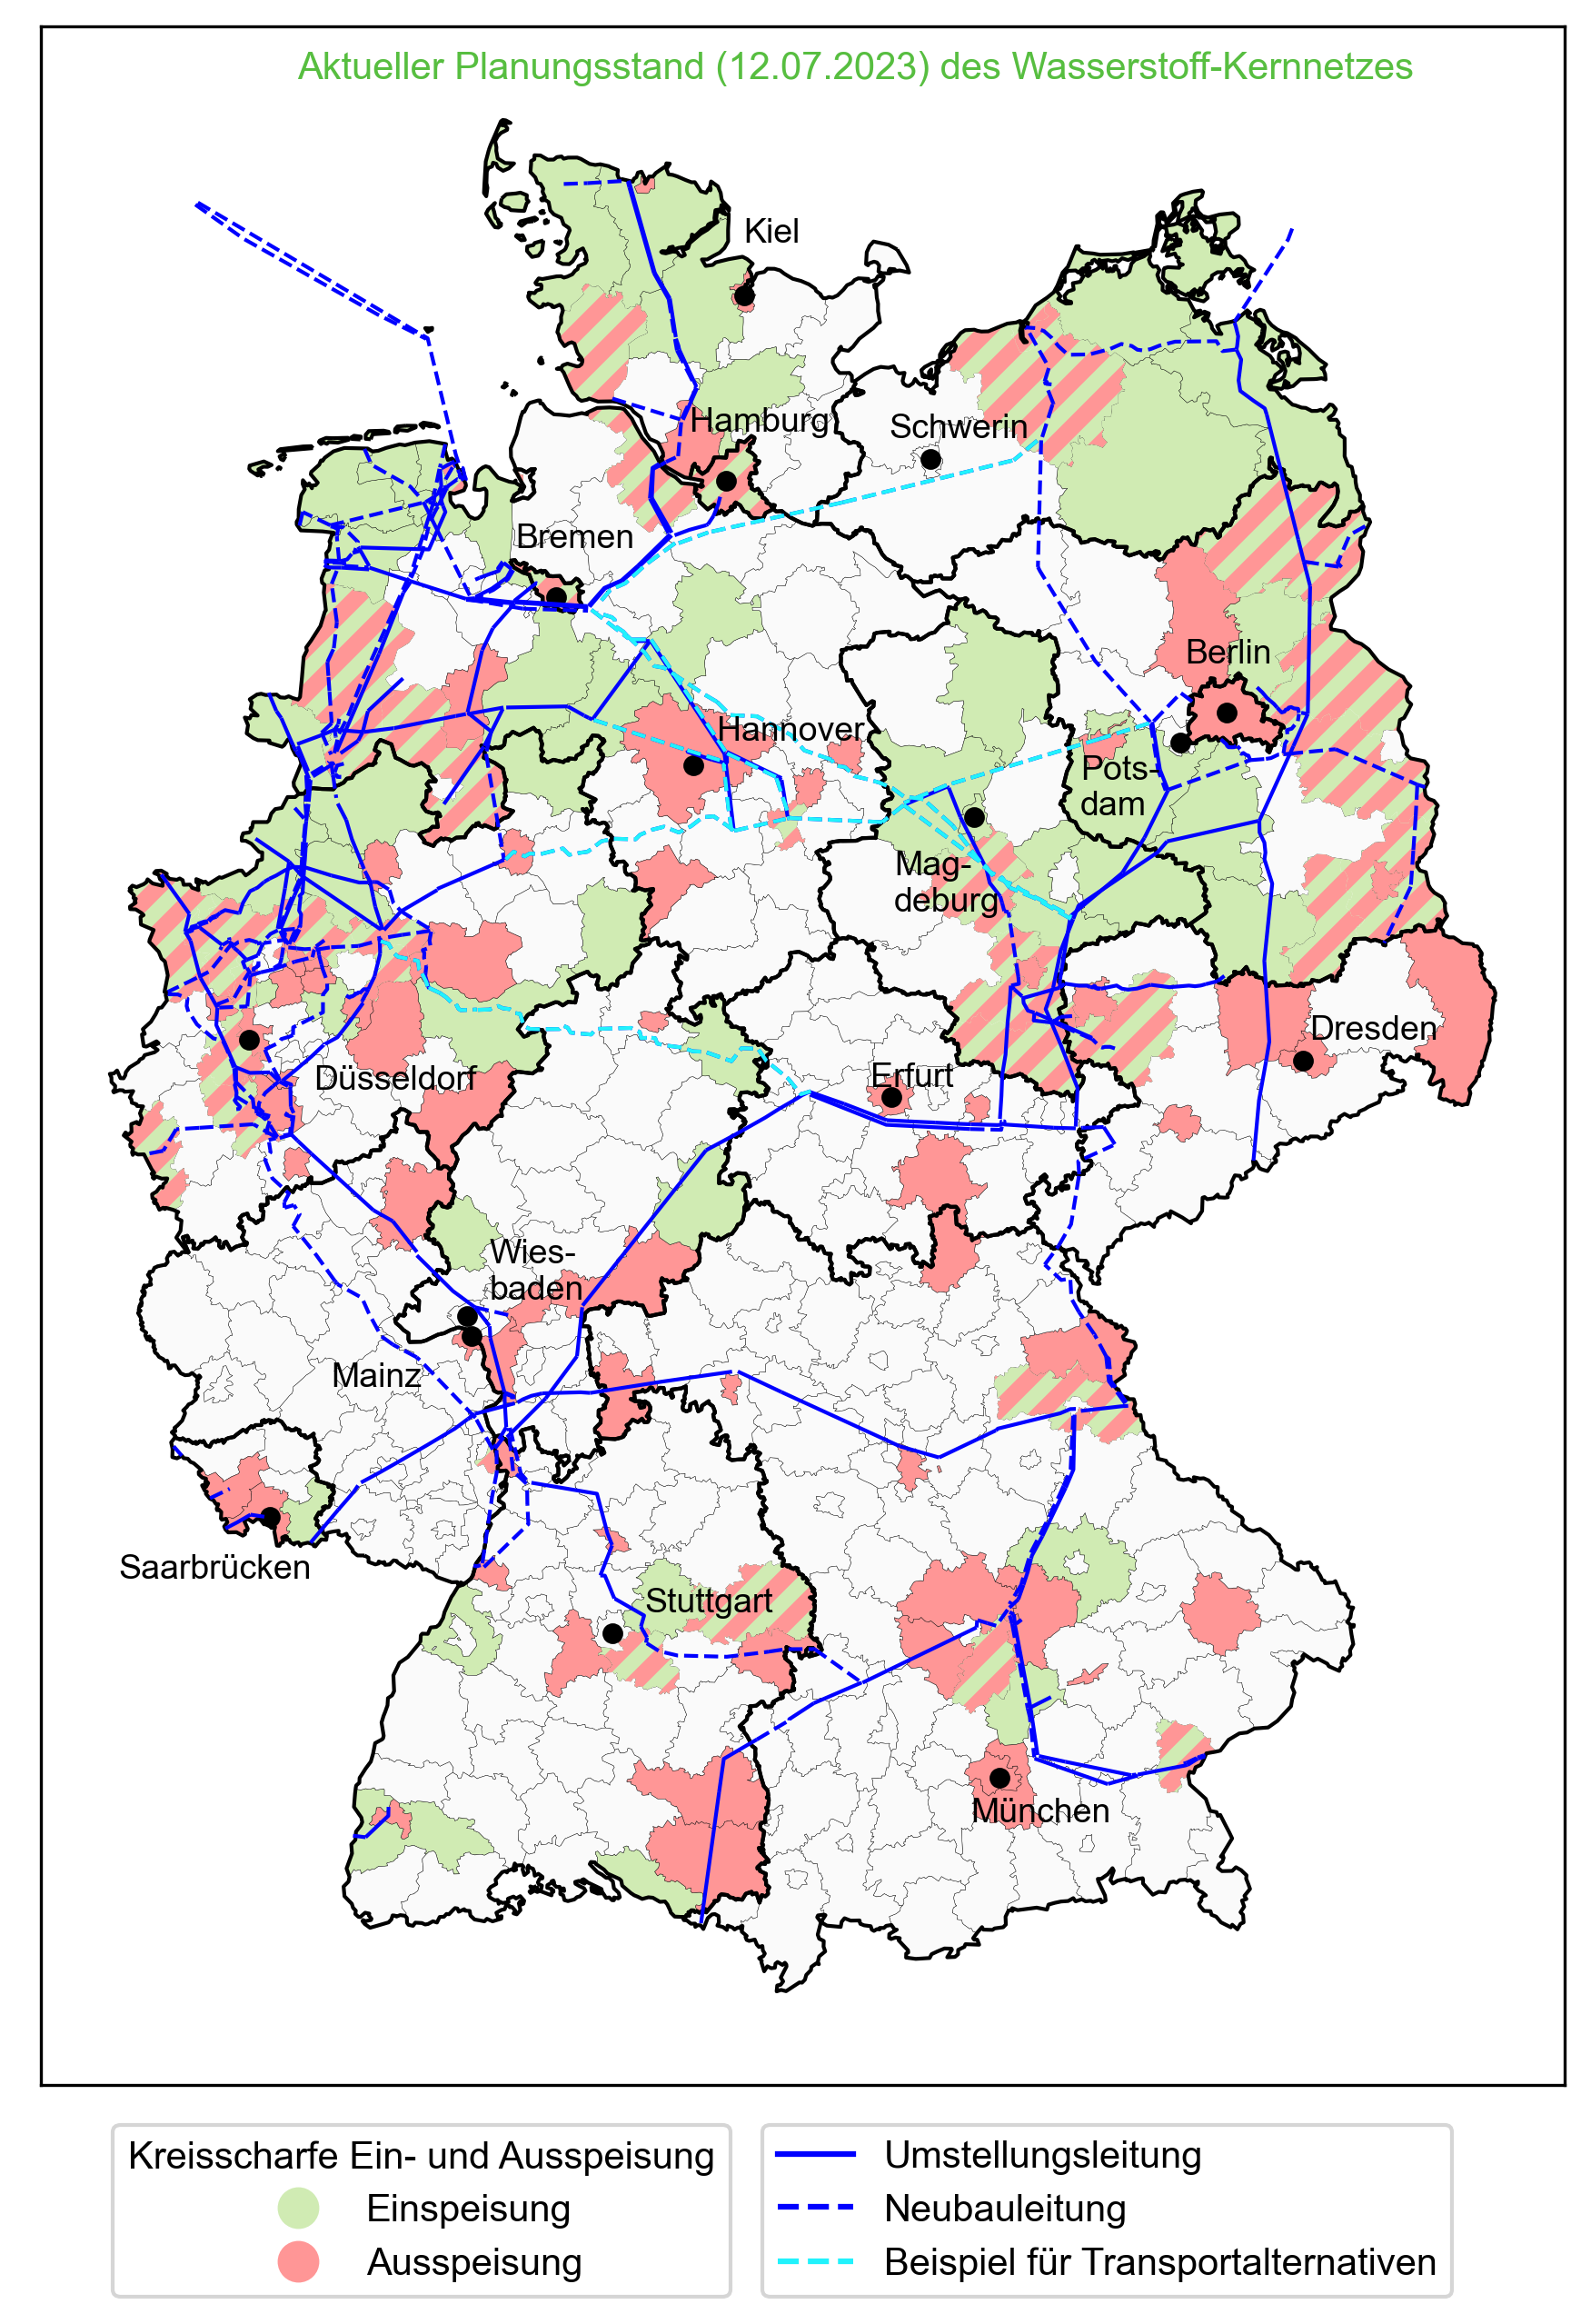 Aktueller Planungsstand (12.07.2023) des Wasserstoff-Kernnetzes
Kiel
Hamburg
Schwerin
Bremen
Berlin
Hannover
Pots-
dam
Mag-
deburg
Dresden
Düsseldorf
Erfurt
Wies-
baden
Mainz
Saarbrücken
Stuttgart
München
Kreisscharfe Ein- und Ausspeisung
Einspeisung
Ausspeisung
Umstellungsleitung
Neubauleitung
Beispiel für Transportalternativen